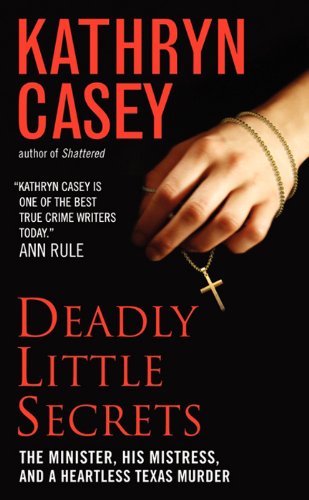 KATHRYN
CASEY
author of Shattered
"KATHRYN CASEY IS
ONE OF THE BEST
TRUE CRIME WRITERS
TODAY."
ANN RULE
DEADLY
LITTLE
SECRETS
THE MINISTER, HIS MISTRESS,
AND A HEARTLESS TEXAS MURDER